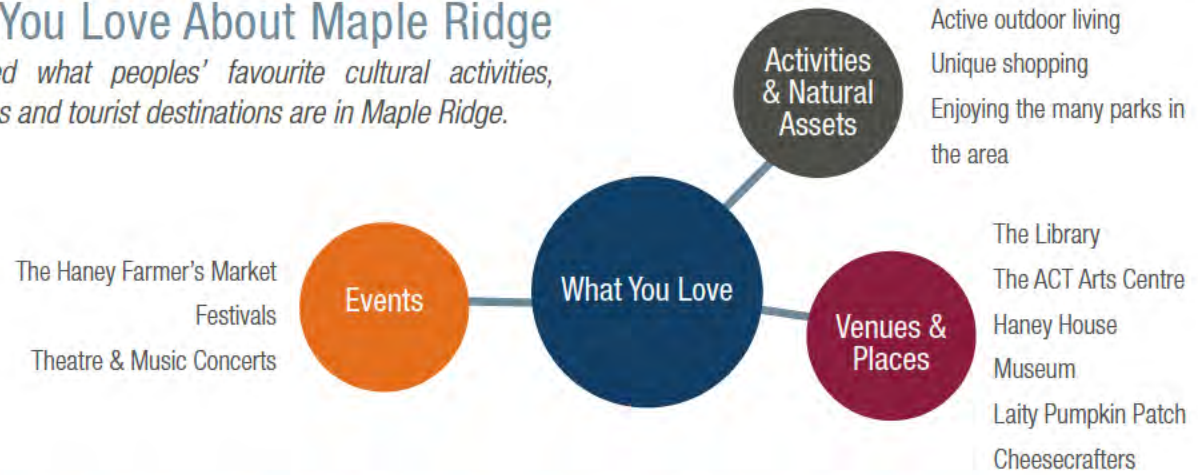 You Love About Maple Ridge
what peoples' favourite cultural activities,
and tourist destinations are in Maple Ridge.
Activities
& Natural
Assets
Active outdoor living
Unique shopping
Enjoying the many parks in
the area
What You Love
Events
The Haney Farmer's Market
Festivals
Theatre & Music Concerts
Venues &
Places
The Library
The ACT Arts Centre
Haney House
Museum
Laity Pumpkin Patch
Cheesecrafters